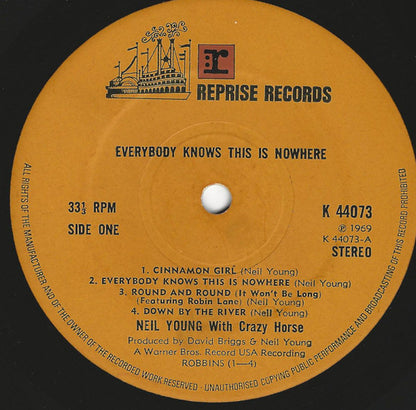 r
REPRISE RECORDS
EVERYBODY KNOWS THIS IS NOWHERE
33⅓ RPM
SIDE ONE
K 44073
℗ 1969
K 44073-A
STEREO
1. CINNAMON GIRL (Neil Young)
2. EVERYBODY KNOWS THIS IS NOWHERE (Neil Young)
3. ROUND AND ROUND (It Won't Be Long)
(Featuring Robin Lane) (Neil Young)
4. DOWN BY THE RIVER (Neil Young)
NEIL YOUNG With Crazy Horse
Produced by David Briggs & Neil Young
A Warner Bros. Record USA Recording
ROBBINS (1—4)
ALL RIGHTS OF THE MANUFACTURER AND OF THE OWNER OF THE RECORDED WORK RESERVED - UNAUTHORISED COPYING PUBLIC PERFORMANCE AND BROADCASTING OF THIS RECORD PROHIBITED